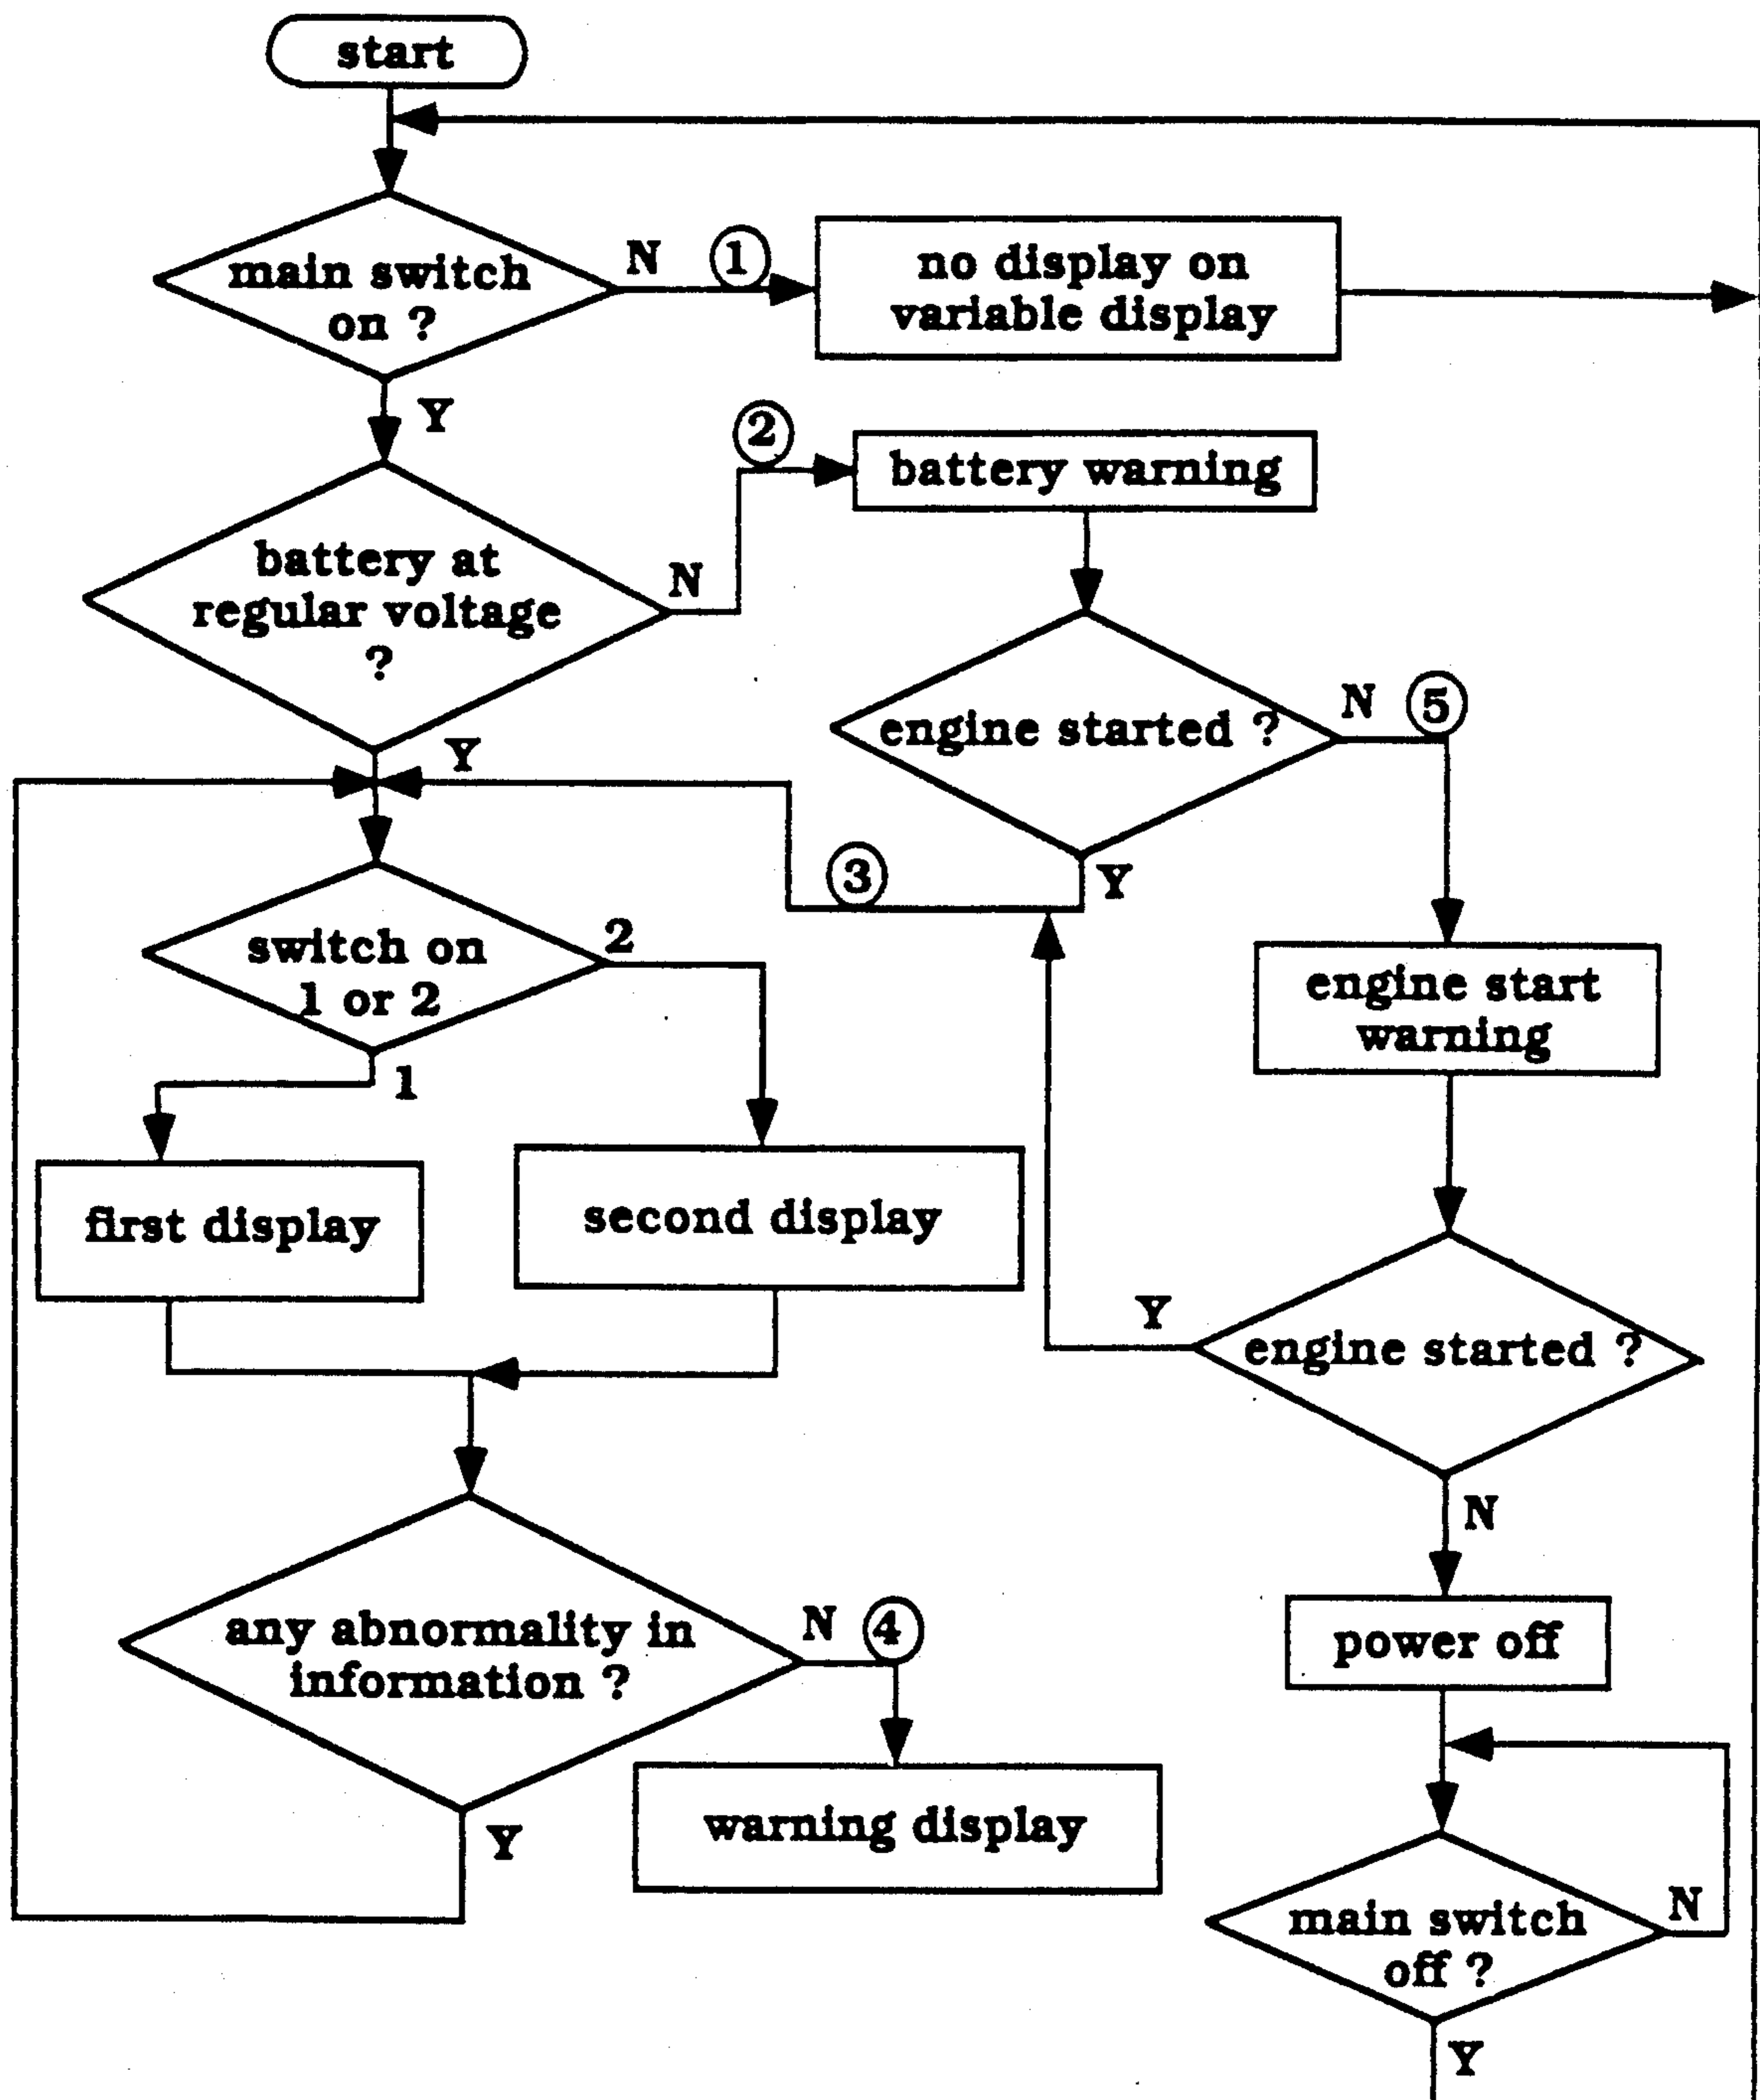 start
main switch
on ?
N
1
no display on
variable display
Y
2
battery warning
battery at
regular voltage
?
N
engine started ?
N
5
Y
3
Y
switch on
1 or 2
2
1
engine start
warning
first display
second display
Y
engine started ?
N
any abnormality in
information ?
N
4
power off
warning display
Y
main switch
off ?
N
Y